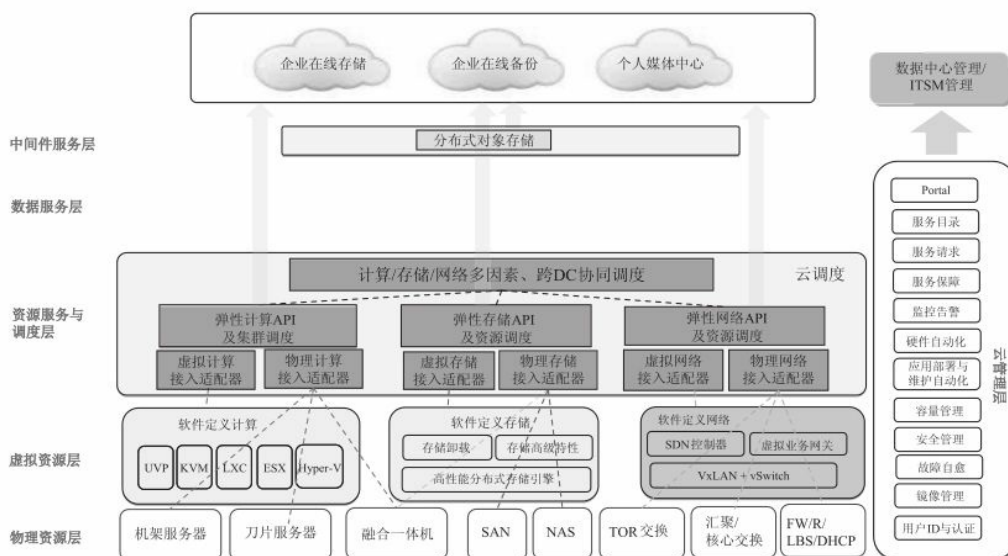 企业在线存储
企业在线备份
个人媒体中心
数据中心管理/
ITSM管理
中间件服务层
分布式对象存储
数据服务层
计算/存储/网络多因素、跨DC协同调度
云调度
资源服务与
调度层
弹性计算API
及集群调度
弹性存储API
及资源调度
弹性网络API
及资源调度
虚拟计算
接入适配器
物理计算
接入适配器
虚拟存储
接入适配器
物理存储
接入适配器
虚拟网络
接入适配器
物理网络
接入适配器
虚拟资源层
软件定义计算
UVP
KVM
LXC
ESX
Hyper-V
软件定义存储
存储卸载
存储高级特性
高性能分布式存储引擎
软件定义网络
SDN控制器
虚拟业务网关
VxLAN + vSwitch
物理资源层
机架服务器
刀片服务器
融合一体机
SAN
NAS
TOR交换
汇聚/
核心交换
FW/R/
LBS/DHCP
Portal
服务目录
服务请求
服务保障
监控告警
硬件自动化
应用部署与
维护自动化
容量管理
安全管理
故障自愈
镜像管理
用户ID与认证
云管理层